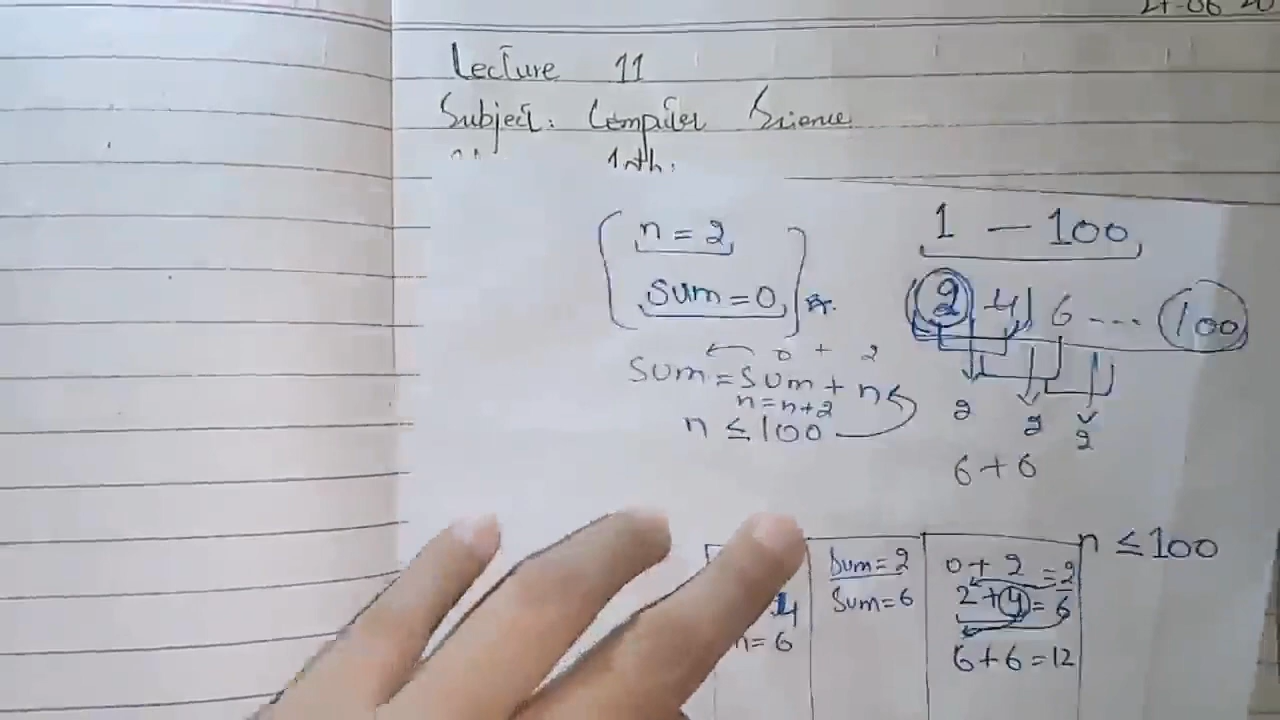 Lecture 11
Subject: Computer Science
n = 2
Sum = 0
0 + 2
Sum = Sum + n
n = n+2
n ≤ 100
1 — 100
2 4 6 ---- 100
2 2 2
6 + 6
n ≤ 100
Sum = 2 0 + 2 = 2
4 Sum = 6 2 + 4 = 6
n = 6 6 + 6 = 12